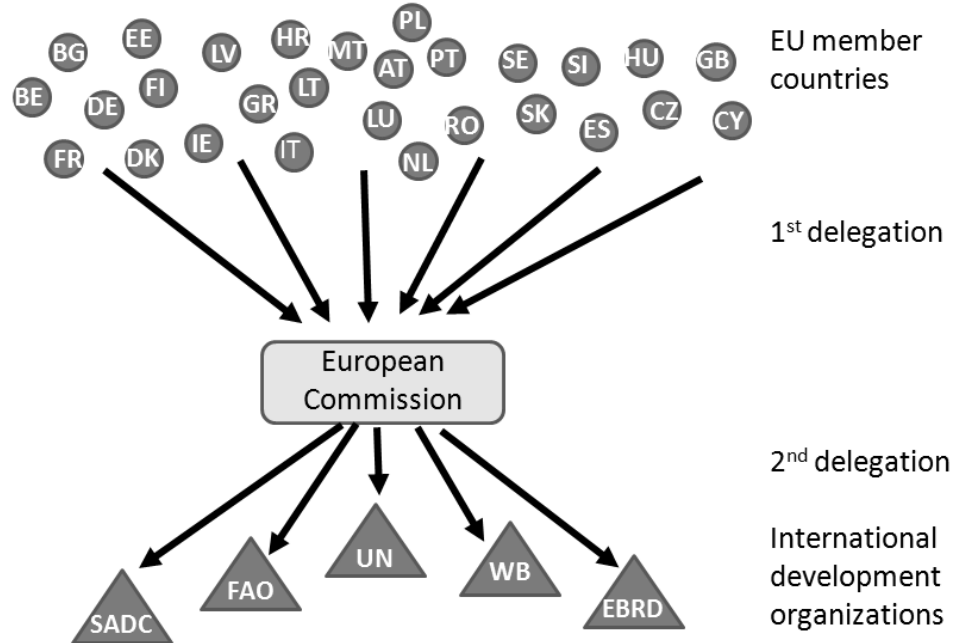 PL
EE
HR
BG
LV
MT
PT
AT
SE
SI
HU
GB
BE
DE
FI
GR
LT
LU
RO
SK
ES
CZ
CY
FR
DK
IE
IT
NL
EU member
countries
1st delegation
European
Commission
2nd delegation
UN
WB
FAO
EBRD
SADC
International
development
organizations